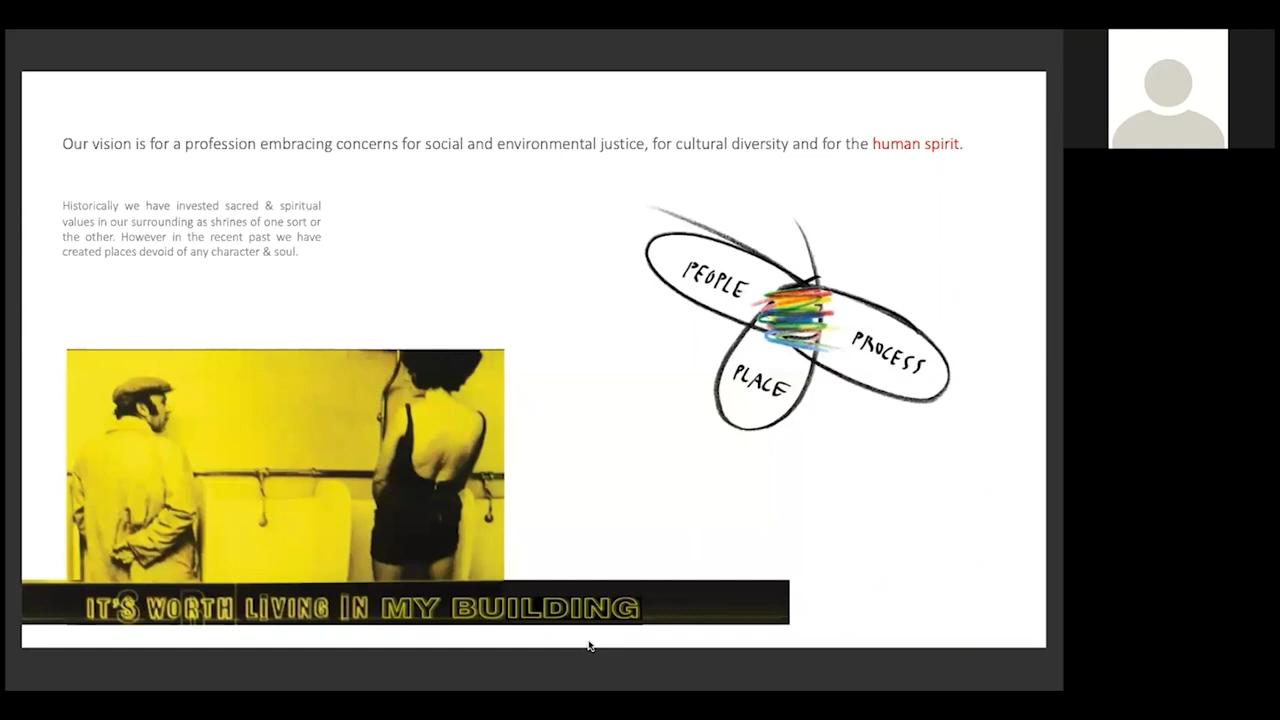 Our vision is for a profession embracing concerns for social and environmental justice, for cultural diversity and for the human spirit.
Historically we have invested sacred & spiritual
values in our surrounding as shrines of one sort or
the other. However in the recent past we have
created places devoid of any character & soul.
PEOPLE
PROCESS
PLACE
IT'S WORTH LIVING IN MY BUILDING